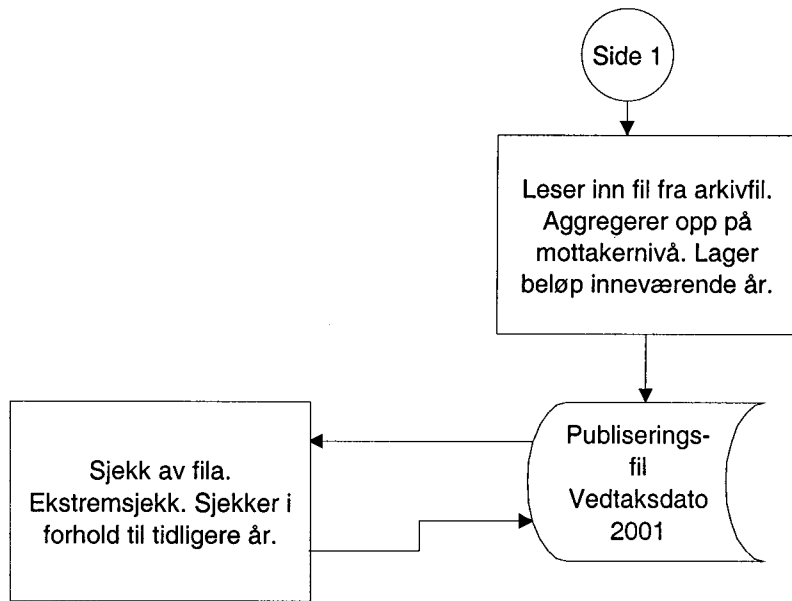 Side 1
Leser inn fil fra arkivfil.
Aggregerer opp på
mottakernivå. Lager
beløp inneværende år.
Publiserings-
fil
Vedtaksdato
2001
Sjekk av fila.
Ekstremsjekk. Sjekker i
forhold til tidligere år.